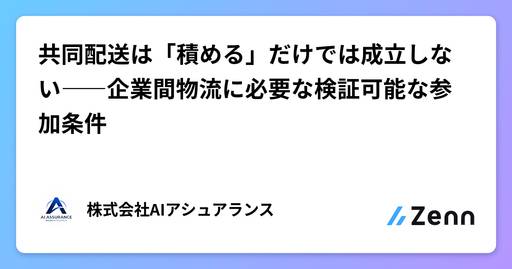 共同配送は「積める」だけでは成立しな
い——企業間物流に必要な検証可能な参
加条件
AI ASSURANCE
株式会社AIアシュアランス
Zenn